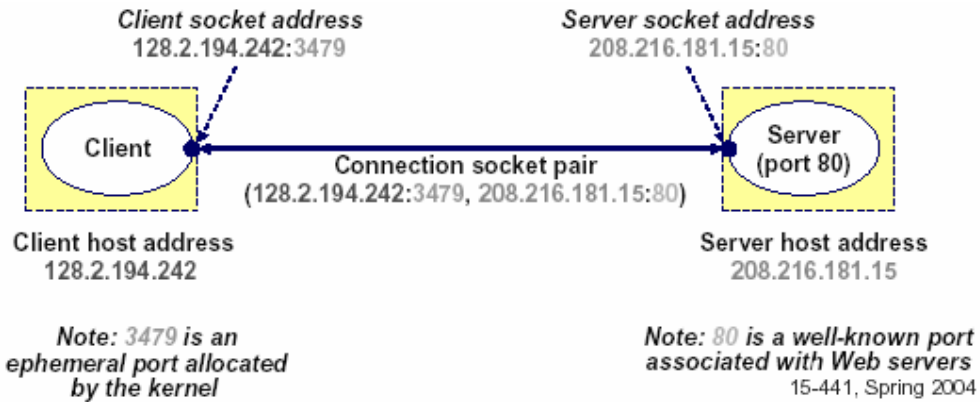 Client socket address
128.2.194.242:3479
Server socket address
208.216.181.15:80
Client
Server
(port 80)
Connection socket pair
(128.2.194.242:3479, 208.216.181.15:80)
Client host address
128.2.194.242
Server host address
208.216.181.15
Note: 3479 is an
ephemeral port allocated
by the kernel
Note: 80 is a well-known port
associated with Web servers
15-441, Spring 2004